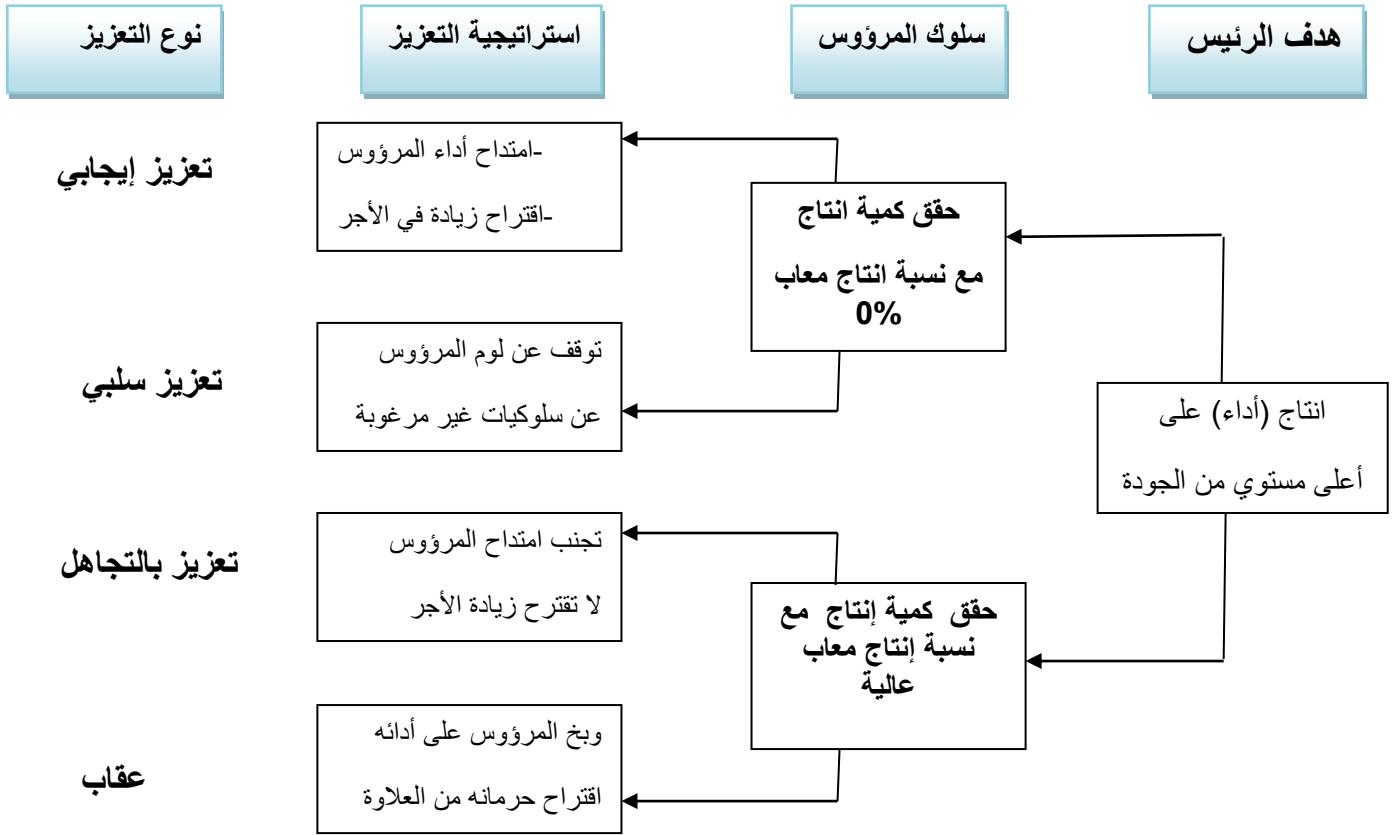 هدف الرئيس
سلوك المرؤوس
استراتيجية التعزيز
نوع التعزيز
انتاج (أداء) على
أعلى مستوي من الجودة
حقق كمية انتاج
مع نسبة انتاج معاب
0%
-امتداح أداء المرؤوس
-اقتراح زيادة في الأجر
تعزيز إيجابي
توقف عن لوم المرؤوس
عن سلوكيات غير مرغوبة
تعزيز سلبي
حقق كمية إنتاج مع
نسبة إنتاج معاب
عالية
تجنب امتداح المرؤوس
لا تقترح زيادة الأجر
تعزيز بالتجاهل
وبخ المرؤوس على أدائه
اقتراح حرمانه من العلاوة
عقاب